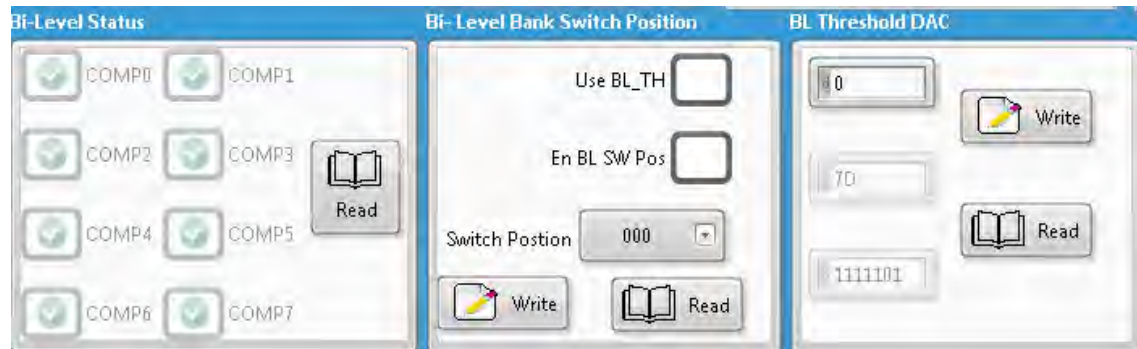 Bi-Level Status
COMP0 COMP1
COMP2 COMP3
COMP4 COMP5
COMP6 COMP7
Read
Bi- Level Bank Switch Position
Use BL_TH
En BL SW Pos
Switch Postion 000
Write Read
BL Threshold DAC
0
Write
7D
Read
1111101